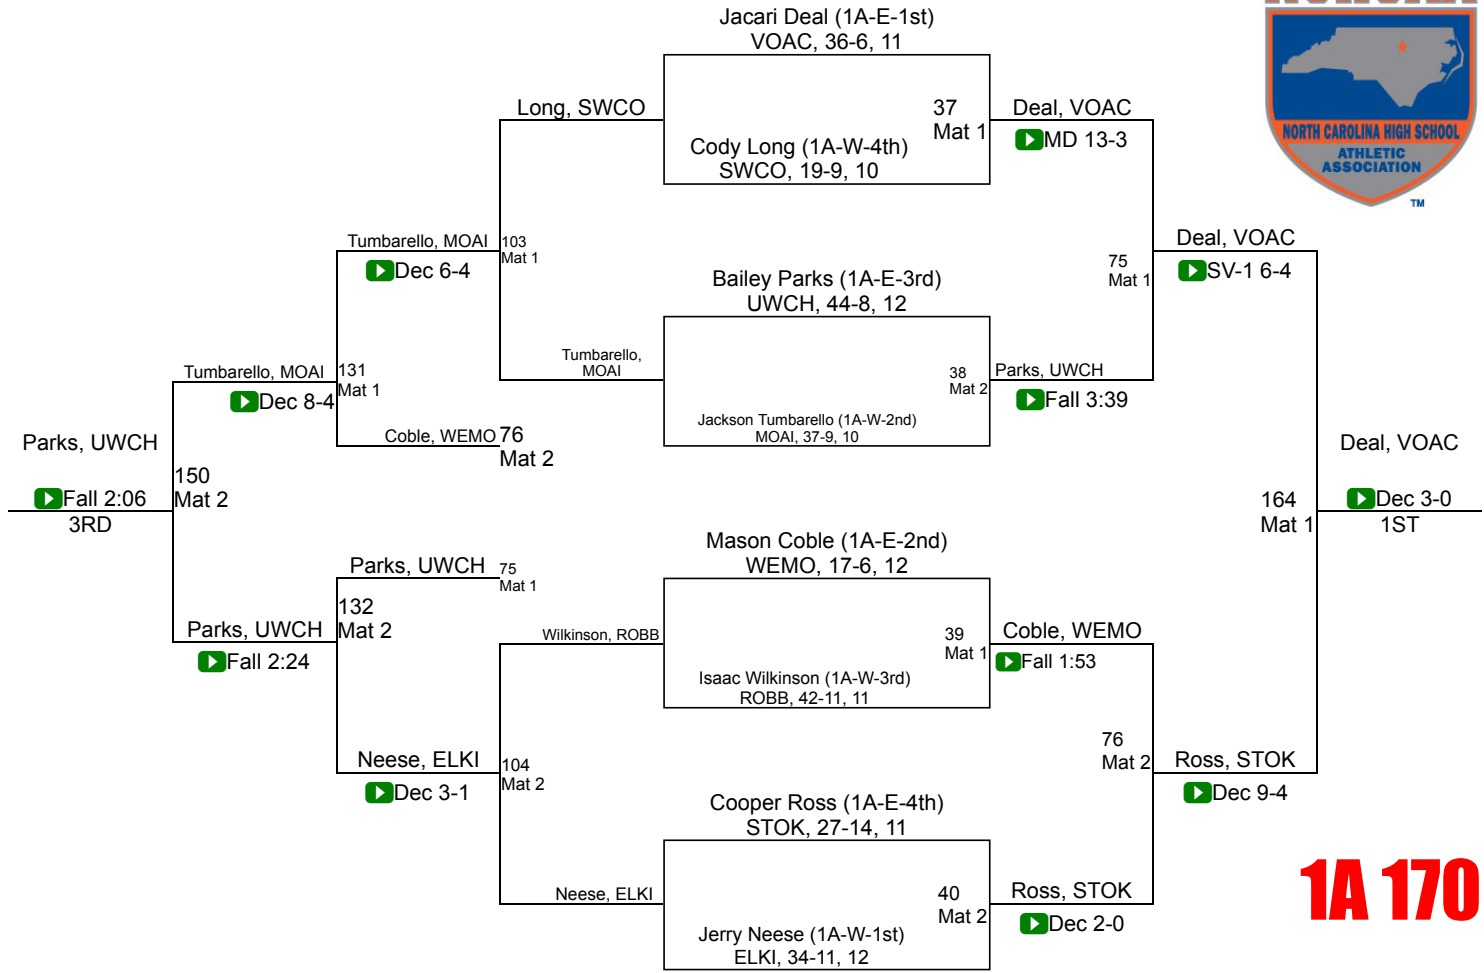 Jacari Deal (1A-E-1st)
VOAC, 36-6, 11
Long, SWCO
37
Mat 1
Deal, VOAC
MD 13-3
Cody Long (1A-W-4th)
SWCO, 19-9, 10
NORTH CAROLINA HIGH SCHOOL
ATHLETIC
ASSOCIATION
TM
Tumbarello, MOAI
Dec 6-4
103
Mat 1
Bailey Parks (1A-E-3rd)
UWCH, 44-8, 12
75
Mat 1
Deal, VOAC
SV-1 6-4
Tumbarello,
MOAI
38
Mat 2
Parks, UWCH
Fall 3:39
Jackson Tumbarello (1A-W-2nd)
MOAI, 37-9, 10
Tumbarello, MOAI
Dec 8-4
131
Mat 1
Coble, WEMO
76
Mat 2
Parks, UWCH
Fall 2:06
3RD
150
Mat 2
Deal, VOAC
Dec 3-0
1ST
164
Mat 1
Mason Coble (1A-E-2nd)
WEMO, 17-6, 12
Parks, UWCH
75
Mat 1
132
Mat 2
Parks, UWCH
Fall 2:24
Wilkinson, ROBB
39
Mat 1
Coble, WEMO
Fall 1:53
Isaac Wilkinson (1A-W-3rd)
ROBB, 42-11, 11
Neese, ELKI
Dec 3-1
104
Mat 2
76
Mat 2
Ross, STOK
Dec 9-4
Cooper Ross (1A-E-4th)
STOK, 27-14, 11
Neese, ELKI
40
Mat 2
Ross, STOK
Dec 2-0
Jerry Neese (1A-W-1st)
ELKI, 34-11, 12
1A 170